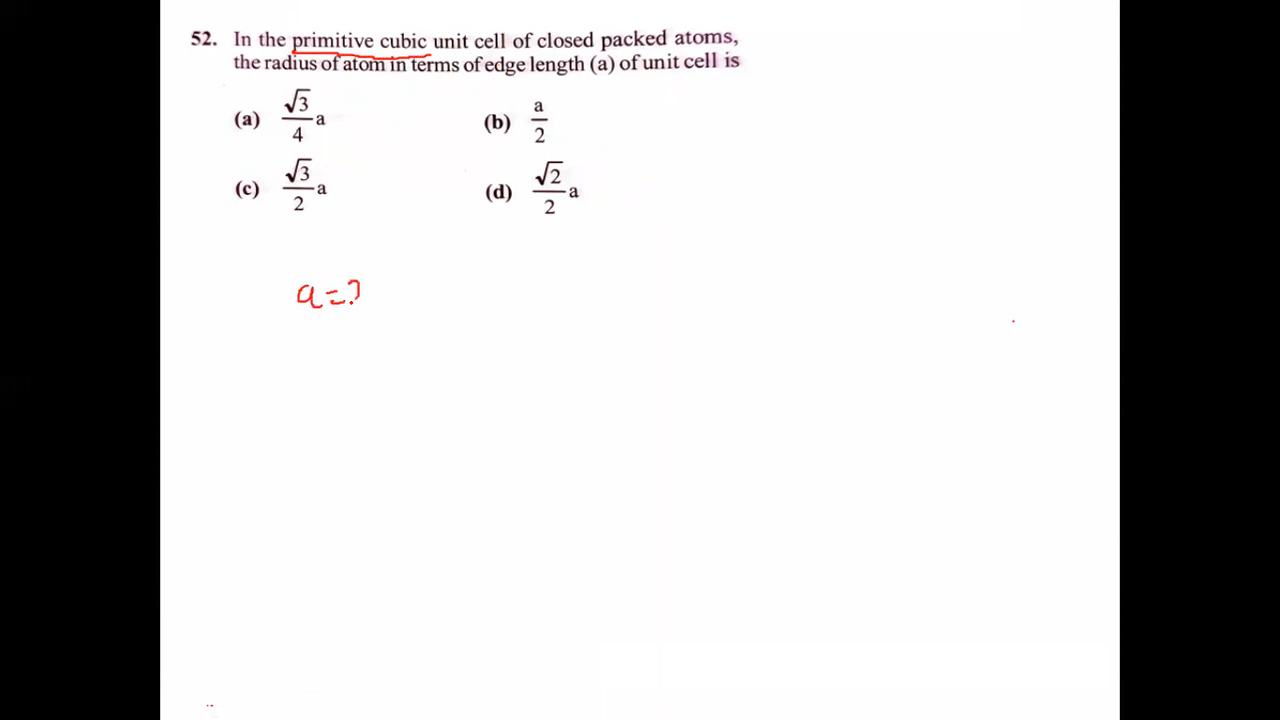 52. In the primitive cubic unit cell of closed packed atoms,
the radius of atom in terms of edge length (a) of unit cell is
(a) √3/4 a (b) a/2
(c) √3/2 a (d) √2/2 a
a=?